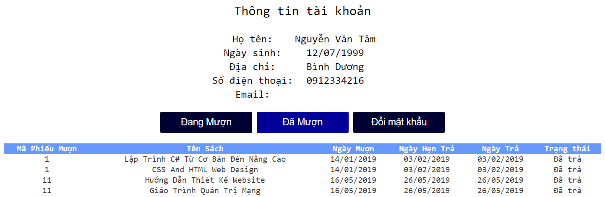 Thông tin tài khoản
Họ tên: Nguyễn Văn Tâm
Ngày sinh: 12/07/1999
Địa chỉ: Bình Dương
Số điện thoại: 0912334216
Email:
Đang Mượn Đã Mượn Đổi mật khẩu
Mã Phiếu Mượn Tên Sách Ngày Mượn Ngày Hẹn Trả Ngày Trả Trạng thái
1 Lập Trình C# Từ Cơ Bản Đến Nâng Cao 14/01/2019 03/02/2019 03/02/2019 Đã trả
1 CSS And HTML Web Design 14/01/2019 03/02/2019 03/02/2019 Đã trả
11 Hướng Dẫn Thiết Kế Website 16/05/2019 26/05/2019 26/05/2019 Đã trả
11 Giáo Trình Quản Trị Mạng 16/05/2019 26/05/2019 26/05/2019 Đã trả